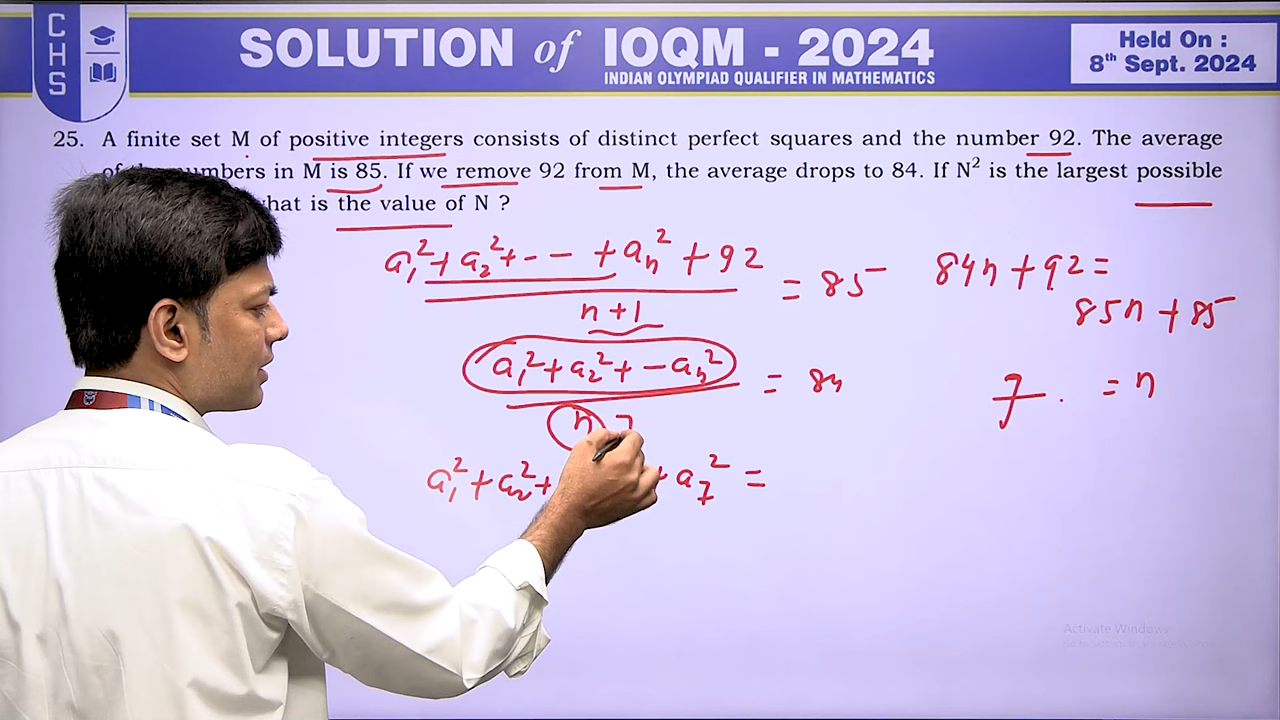 CHS
SOLUTION of IOQM - 2024
INDIAN OLYMPIAD QUALIFIER IN MATHEMATICS
Held On :
8th Sept. 2024
25. A finite set M of positive integers consists of distinct perfect squares and the number 92. The average
numbers in M is 85. If we remove 92 from M, the average drops to 84. If N² is the largest possible
what is the value of N ?
a₁² + a₂² + -- + aₙ² + 92 = 85
n+1
84n + 92 =
85n + 85
a₁² + a₂² + - aₙ² = 84
n 7
7 = n
a₁² + a₂² + + a₇² =
Activate Windows